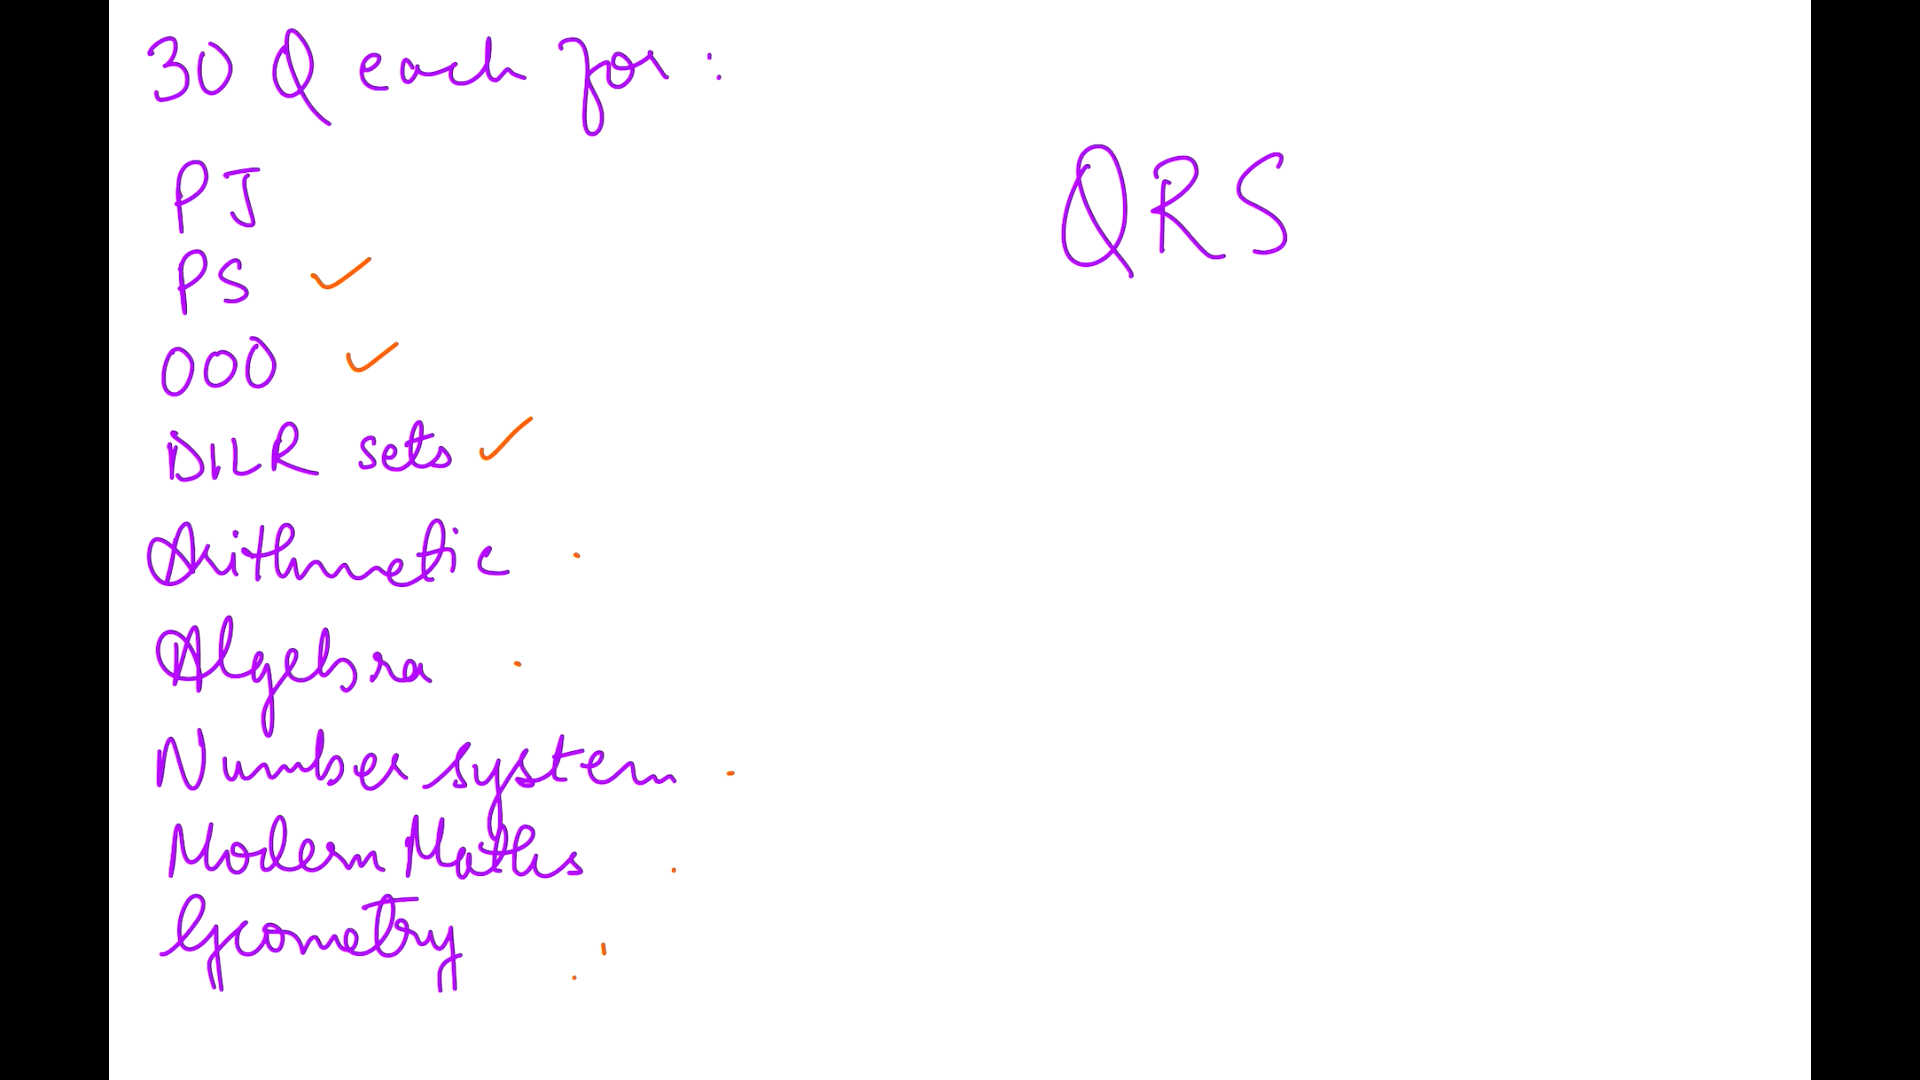 30 Q each for :
PJ
QRS
PS ✓
OOO ✓
DILR sets ✓
Arithmetic
Algebra
Number system
Modern Maths
Geometry